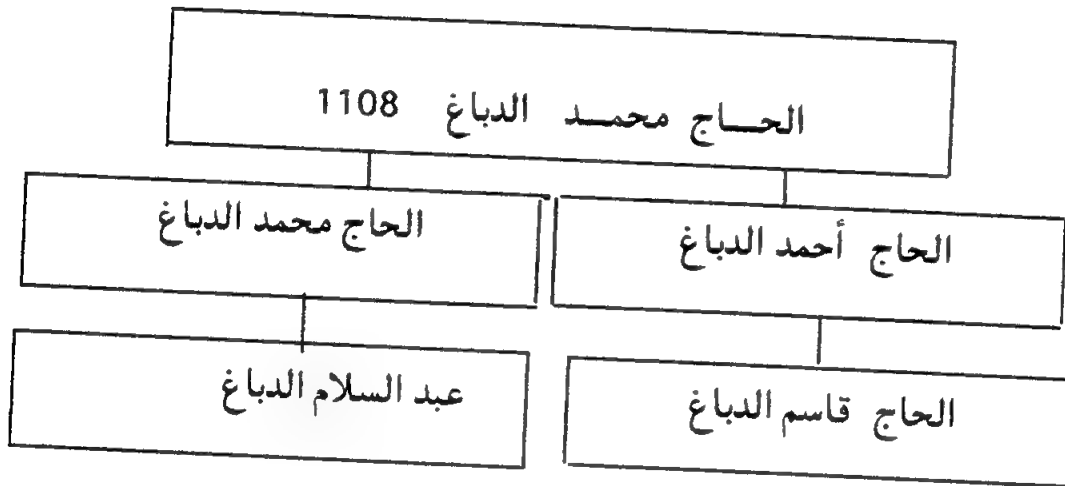 الحاج محمد الدباغ 1108
الحاج أحمد الدباغ
الحاج محمد الدباغ
الحاج قاسم الدباغ
عبد السلام الدباغ